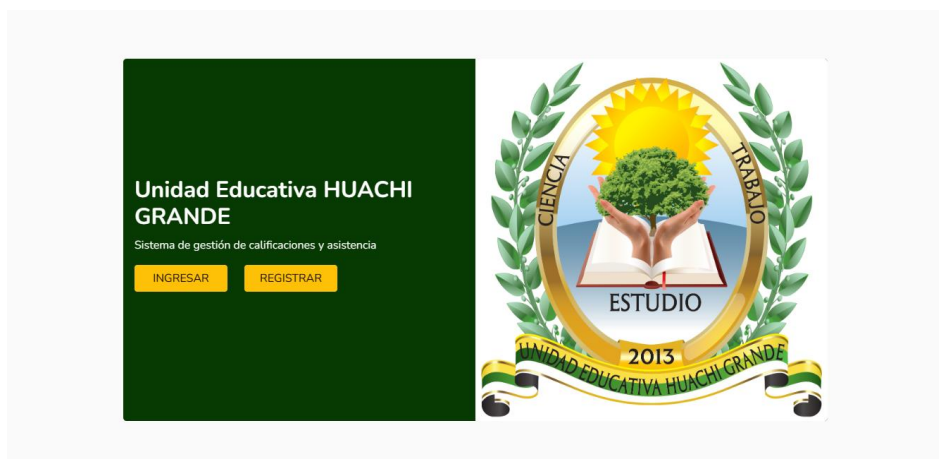 Unidad Educativa HUACHI
GRANDE
Sistema de gestión de calificaciones y asistencia
INGRESAR
REGISTRAR
CIENCIA
TRABAJO
ESTUDIO
2013
UNIDAD EDUCATIVA HUACHI GRANDE